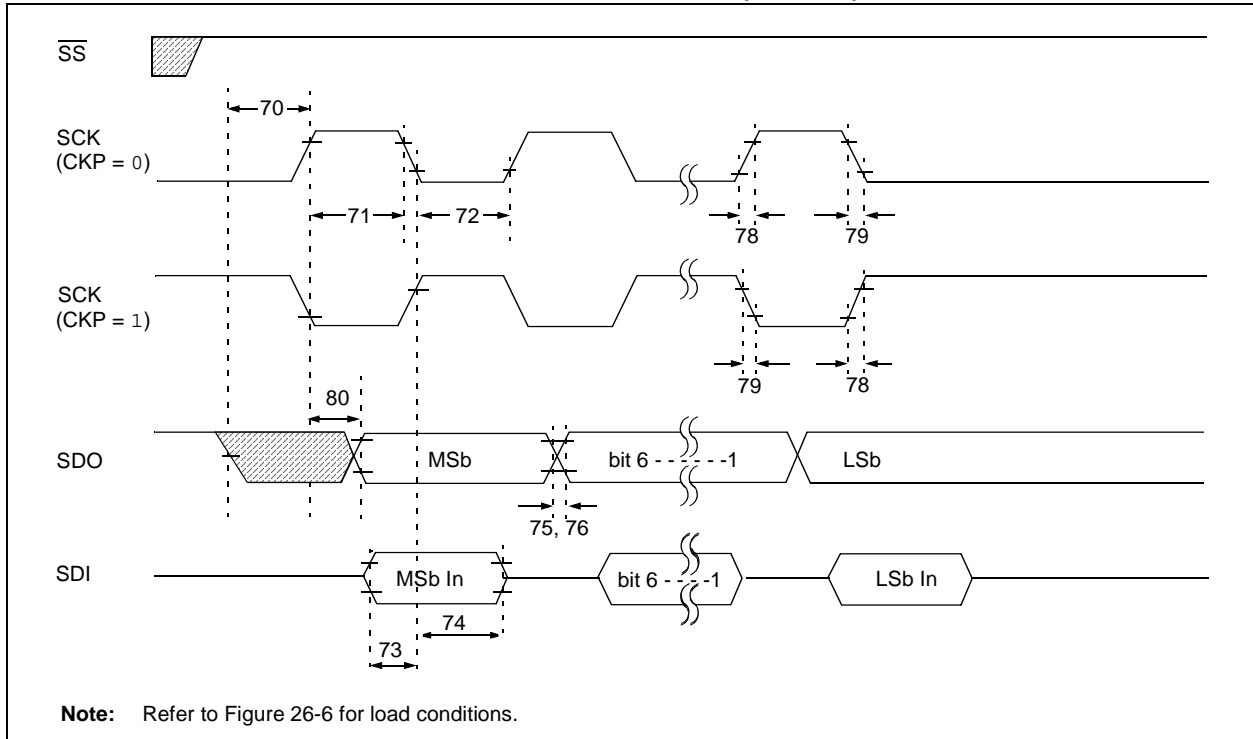 SS
70
SCK
(CKP = 0)
71
72
78
79
SCK
(CKP = 1)
79
78
80
SDO
MSb
bit 6 - - - - - -1
LSb
75, 76
SDI
MSb In
bit 6 - - - - -1
LSb In
74
73
Note: Refer to Figure 26-6 for load conditions.